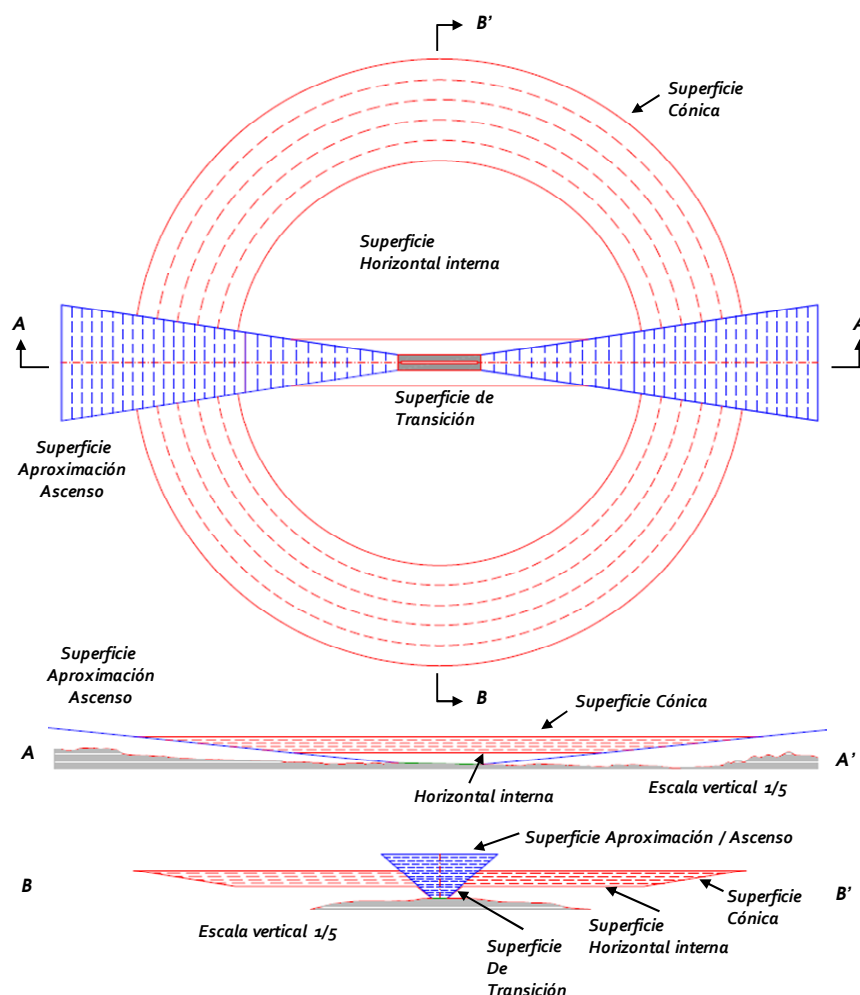 B'
Superficie
Cónica
Superficie
Horizontal interna
A
A
Superficie de
Transición
Superficie
Aproximación
Ascenso
Superficie
Aproximación
Ascenso
B
Superficie Cónica
A
A'
Horizontal interna
Escala vertical 1/5
Superficie Aproximación / Ascenso
B
B'
Superficie
Cónica
Superficie
Horizontal interna
Escala vertical 1/5
Superficie
De
Transición